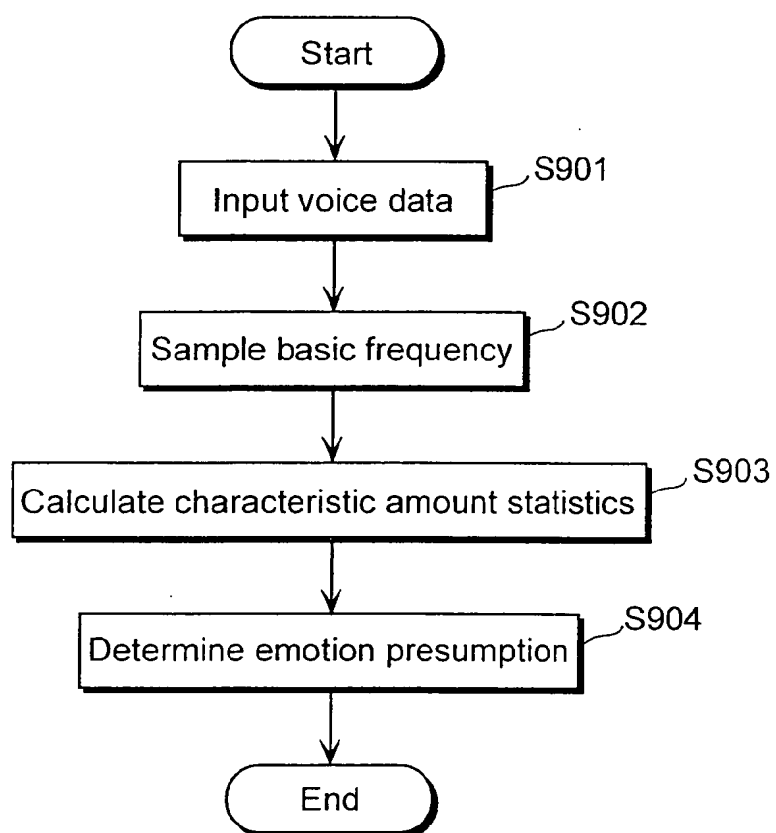 Start
Input voice data
S901
Sample basic frequency
S902
Calculate characteristic amount statistics
S903
Determine emotion presumption
S904
End